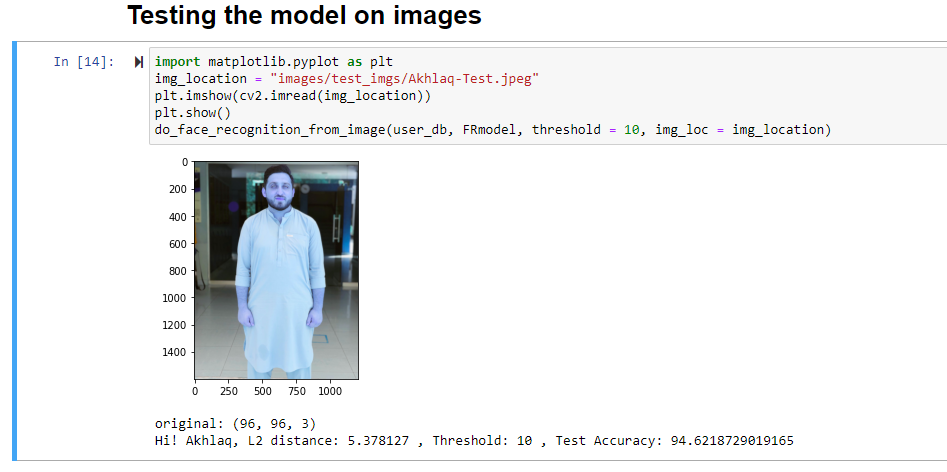 Testing the model on images
In [14]:
import matplotlib.pyplot as plt
img_location = "images/test_imgs/Akhlaq-Test.jpeg"
plt.imshow(cv2.imread(img_location))
plt.show()
do_face_recognition_from_image(user_db, FRmodel, threshold = 10, img_loc = img_location)
0
200
400
600
800
1000
1200
1400
0 250 500 750 1000
original: (96, 96, 3)
Hi! Akhlaq, L2 distance: 5.378127 , Threshold: 10 , Test Accuracy: 94.6218729019165